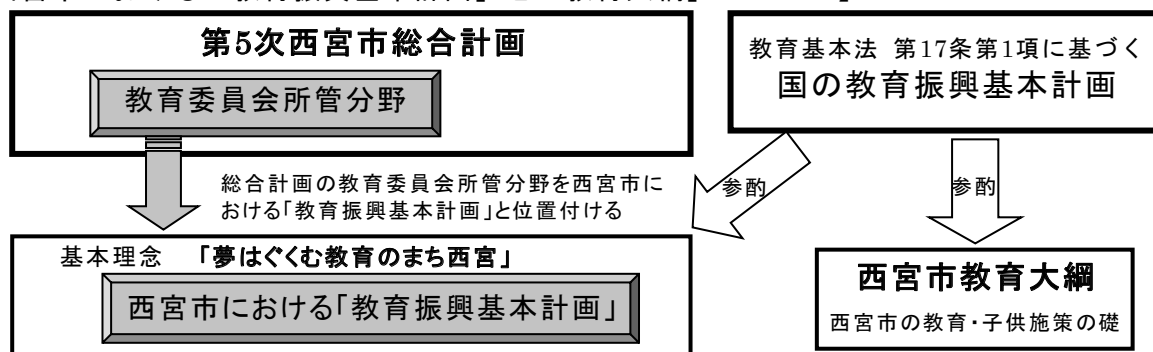 第5次西宮市総合計画
教育委員会所管分野
教育基本法 第17条第1項に基づく
国の教育振興基本計画
総合計画の教育委員会所管分野を西宮市に
おける「教育振興基本計画」と位置付ける
参酌
参酌
基本理念 「夢はぐくむ教育のまち西宮」
西宮市における「教育振興基本計画」
西宮市教育大綱
西宮市の教育・子供施策の礎